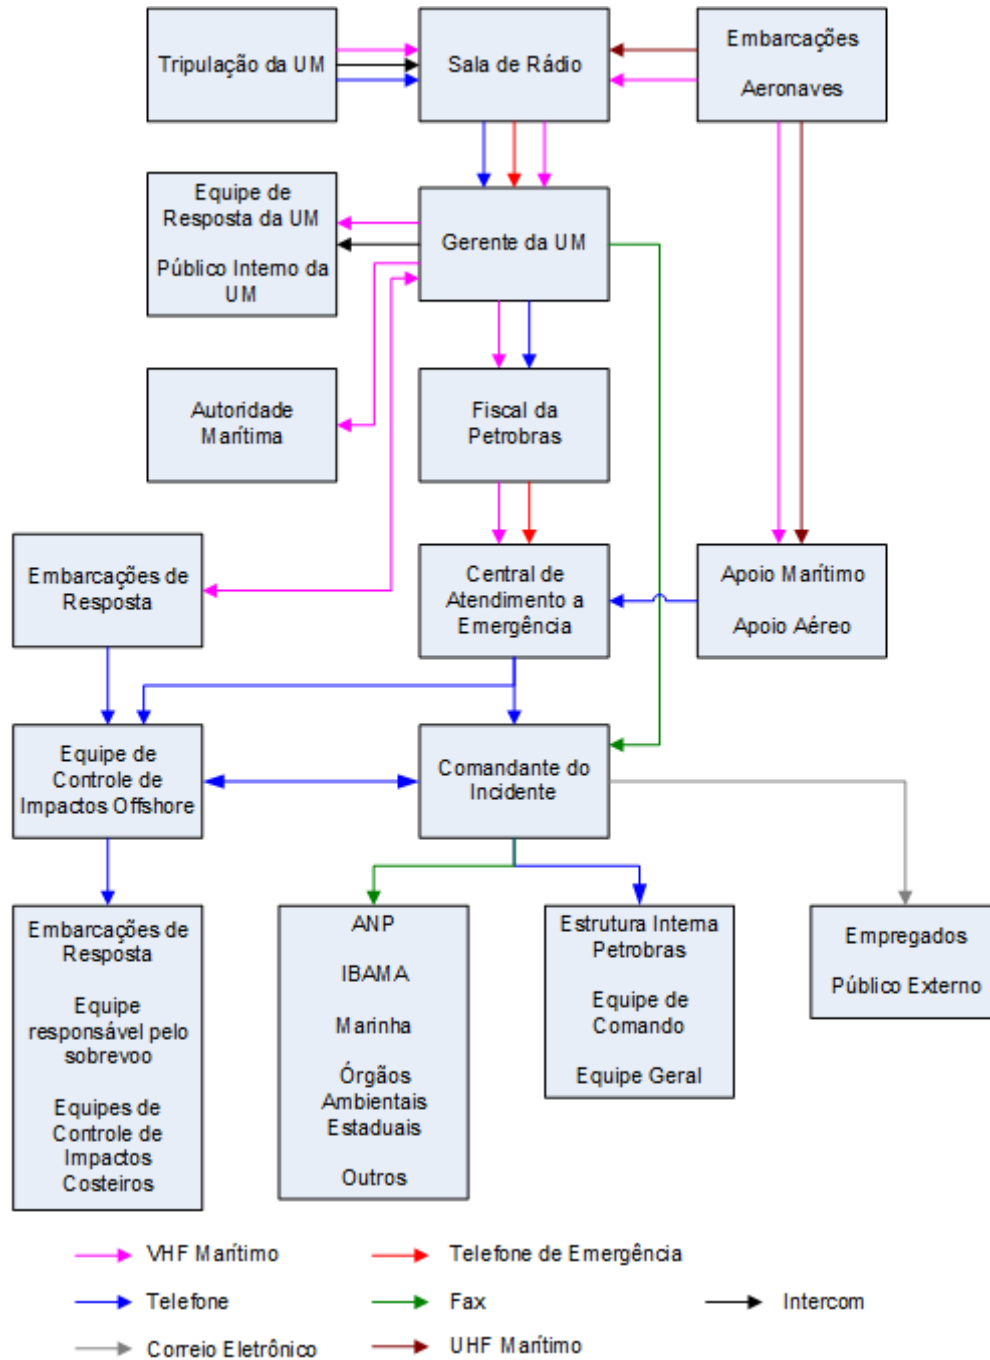 Tripulação da UM
Sala de Rádio
Embarcações
Aeronaves
Equipe de
Resposta da UM
Público Interno da
UM
Gerente da UM
Autoridade
Marítima
Fiscal da
Petrobras
Embarcações de
Resposta
Central de
Atendimento a
Emergência
Apoio Marítimo
Apoio Aéreo
Equipe de
Controle de
Impactos Offshore
Comandante do
Incidente
Embarcações de
Resposta
Equipe
responsável pelo
sobrevoo
Equipes de
Controle de
Impactos
Costeiros
ANP
IBAMA
Marinha
Órgãos
Ambientais
Estaduais
Outros
Estrutura Interna
Petrobras
Equipe de
Comando
Equipe Geral
Empregados
Público Externo
VHF Marítimo
Telefone de Emergência
Telefone
Fax
Intercom
Correio Eletrônico
UHF Marítimo